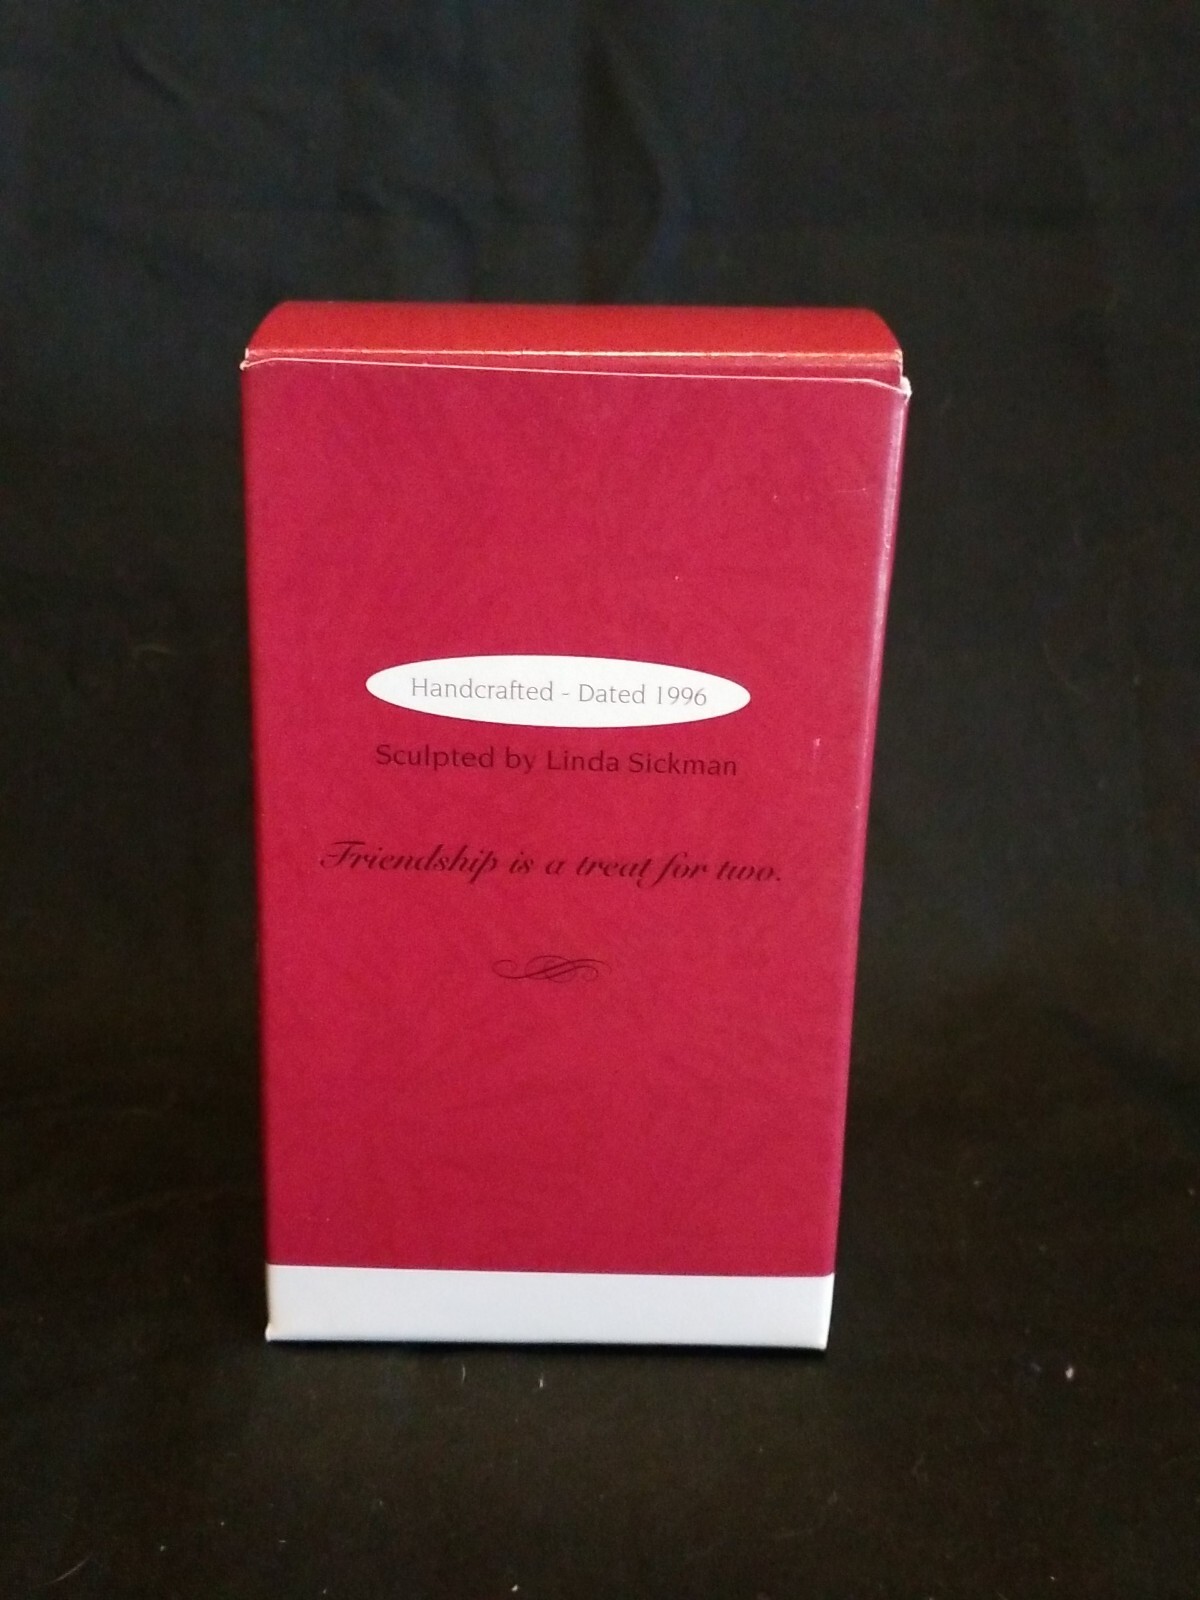 Handcrafted - Dated 1996
Sculpted by Linda Sickman
Friendship is a treat for two.